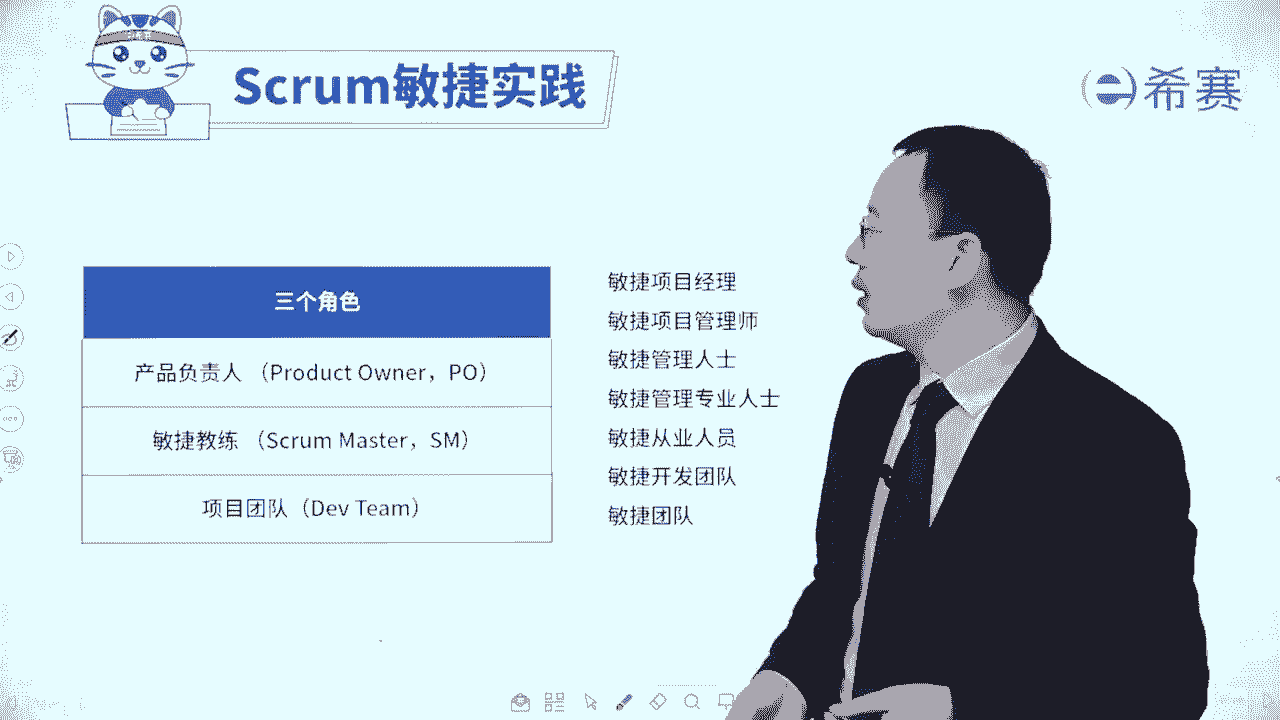 Scrum敏捷实践
希赛
三个角色
产品负责人 （Product Owner，PO）
敏捷教练 （Scrum Master，SM）
项目团队（Dev Team）
敏捷项目经理
敏捷项目管理师
敏捷管理人士
敏捷管理专业人士
敏捷从业人员
敏捷开发团队
敏捷团队